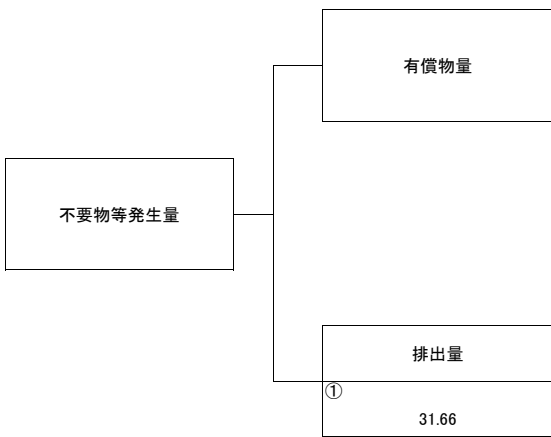 有償物量
不要物等発生量
排出量
①
31.66